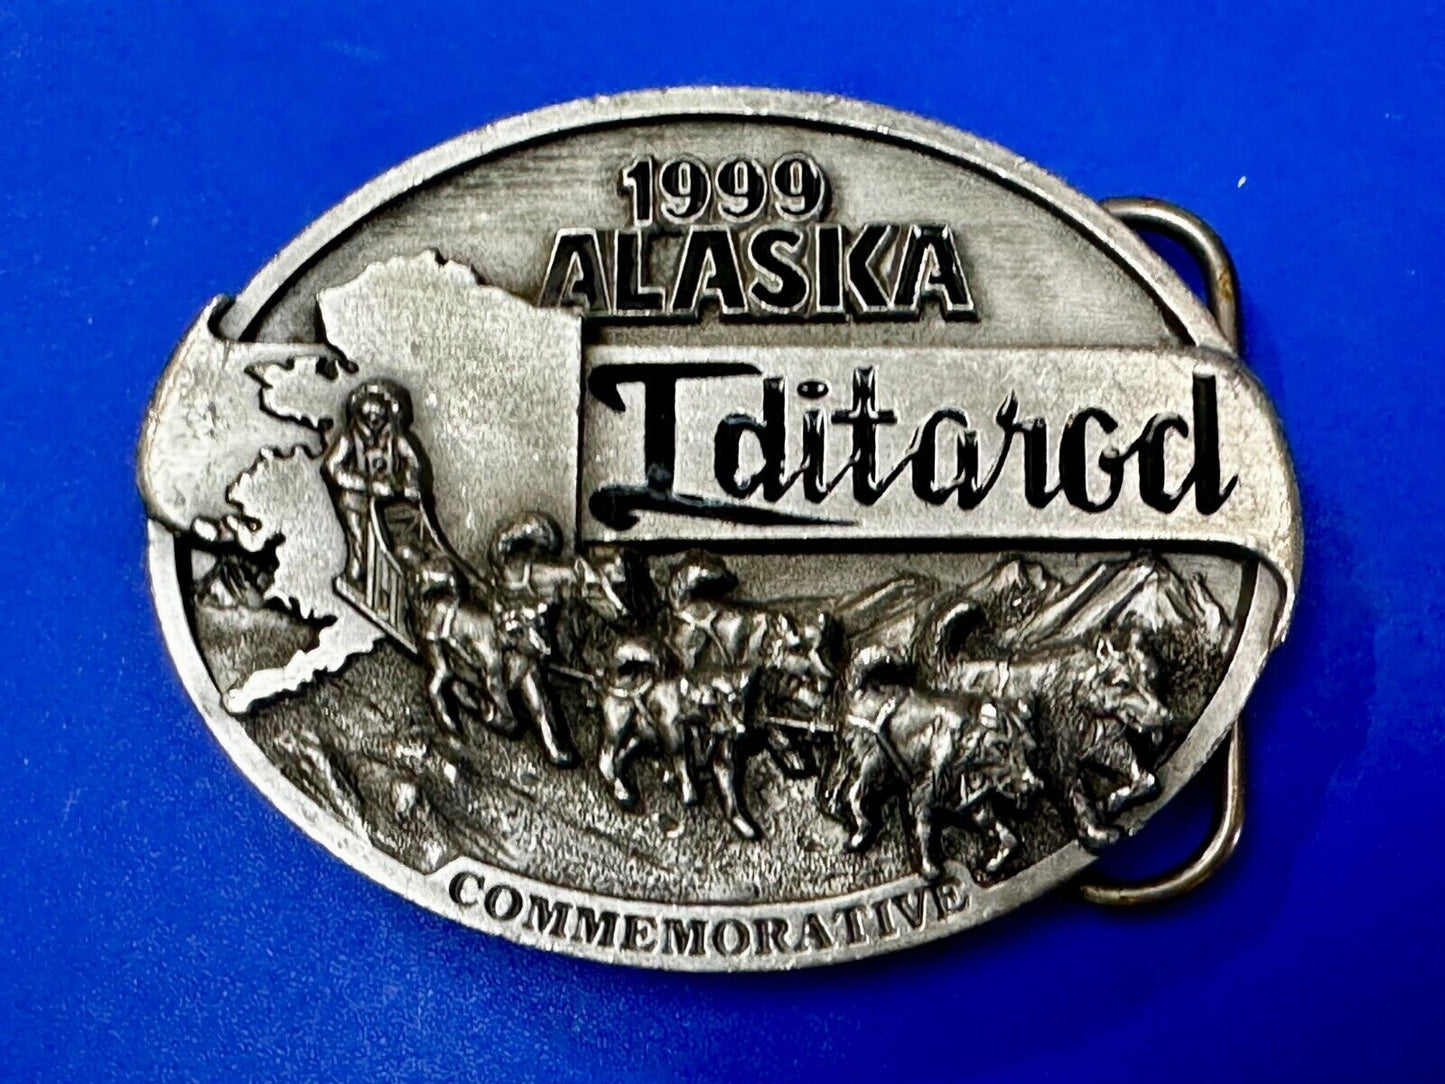 1999
ALASKA
Iditarod
COMMEMORATIVE